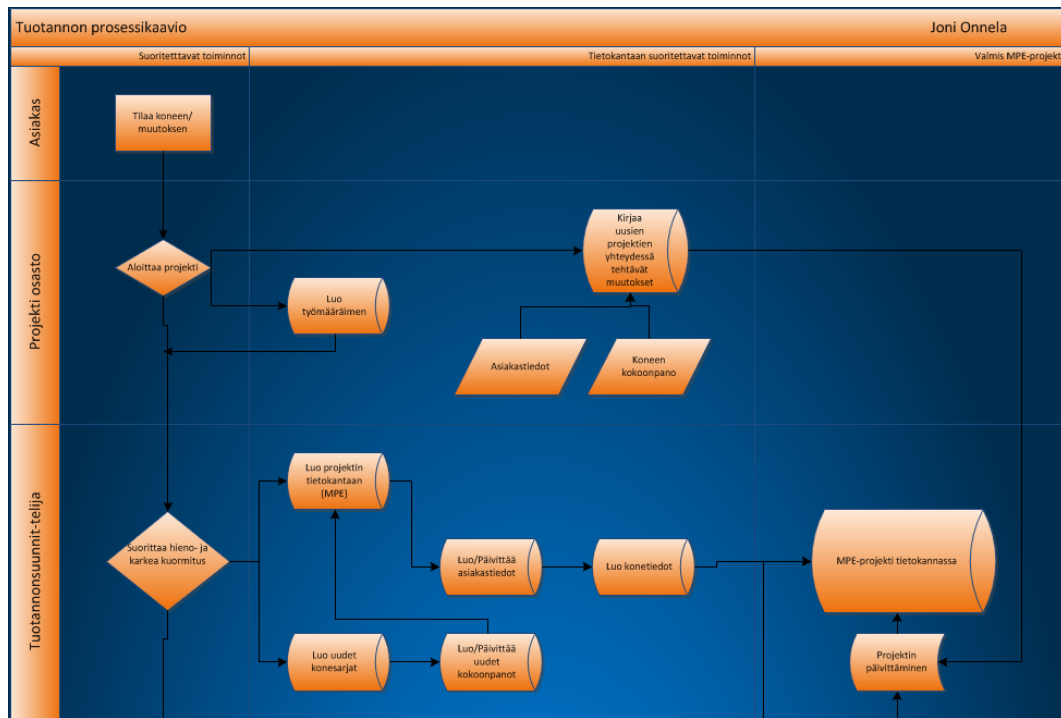 Tuotannon prosessikaavio
Joni Onnela
Suoritetttavat toiminnot
Tietokantaan suoritettavat toiminnot
Valmis MPE-projekt
Asiakas
Tilaa koneen/
muutoksen
Projekti osasto
Aloittaa projekti
Luo
työmääräimen
Kirjaa
uusien
projektien
yhteydessä
tehtävät
muutokset
Asiakastiedot
Koneen
kokoonpano
Tuotannonsuunnit-telija
Suorittaa hieno- ja
karkea kuormitus
Luo projektin
tietokantaan
(MPE)
Luo/Päivittää
asiakastiedot
Luo konetiedot
MPE-projekti tietokannassa
Luo uudet
konesarjat
Luo/Päivittää
uudet
kokoonpanot
Projektin
päivittäminen